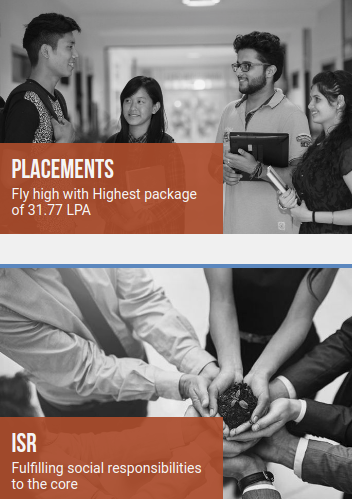 PLACEMENTS
Fly high with Highest package
of 31.77 LPA
ISR
Fulfilling social responsibilities
to the core